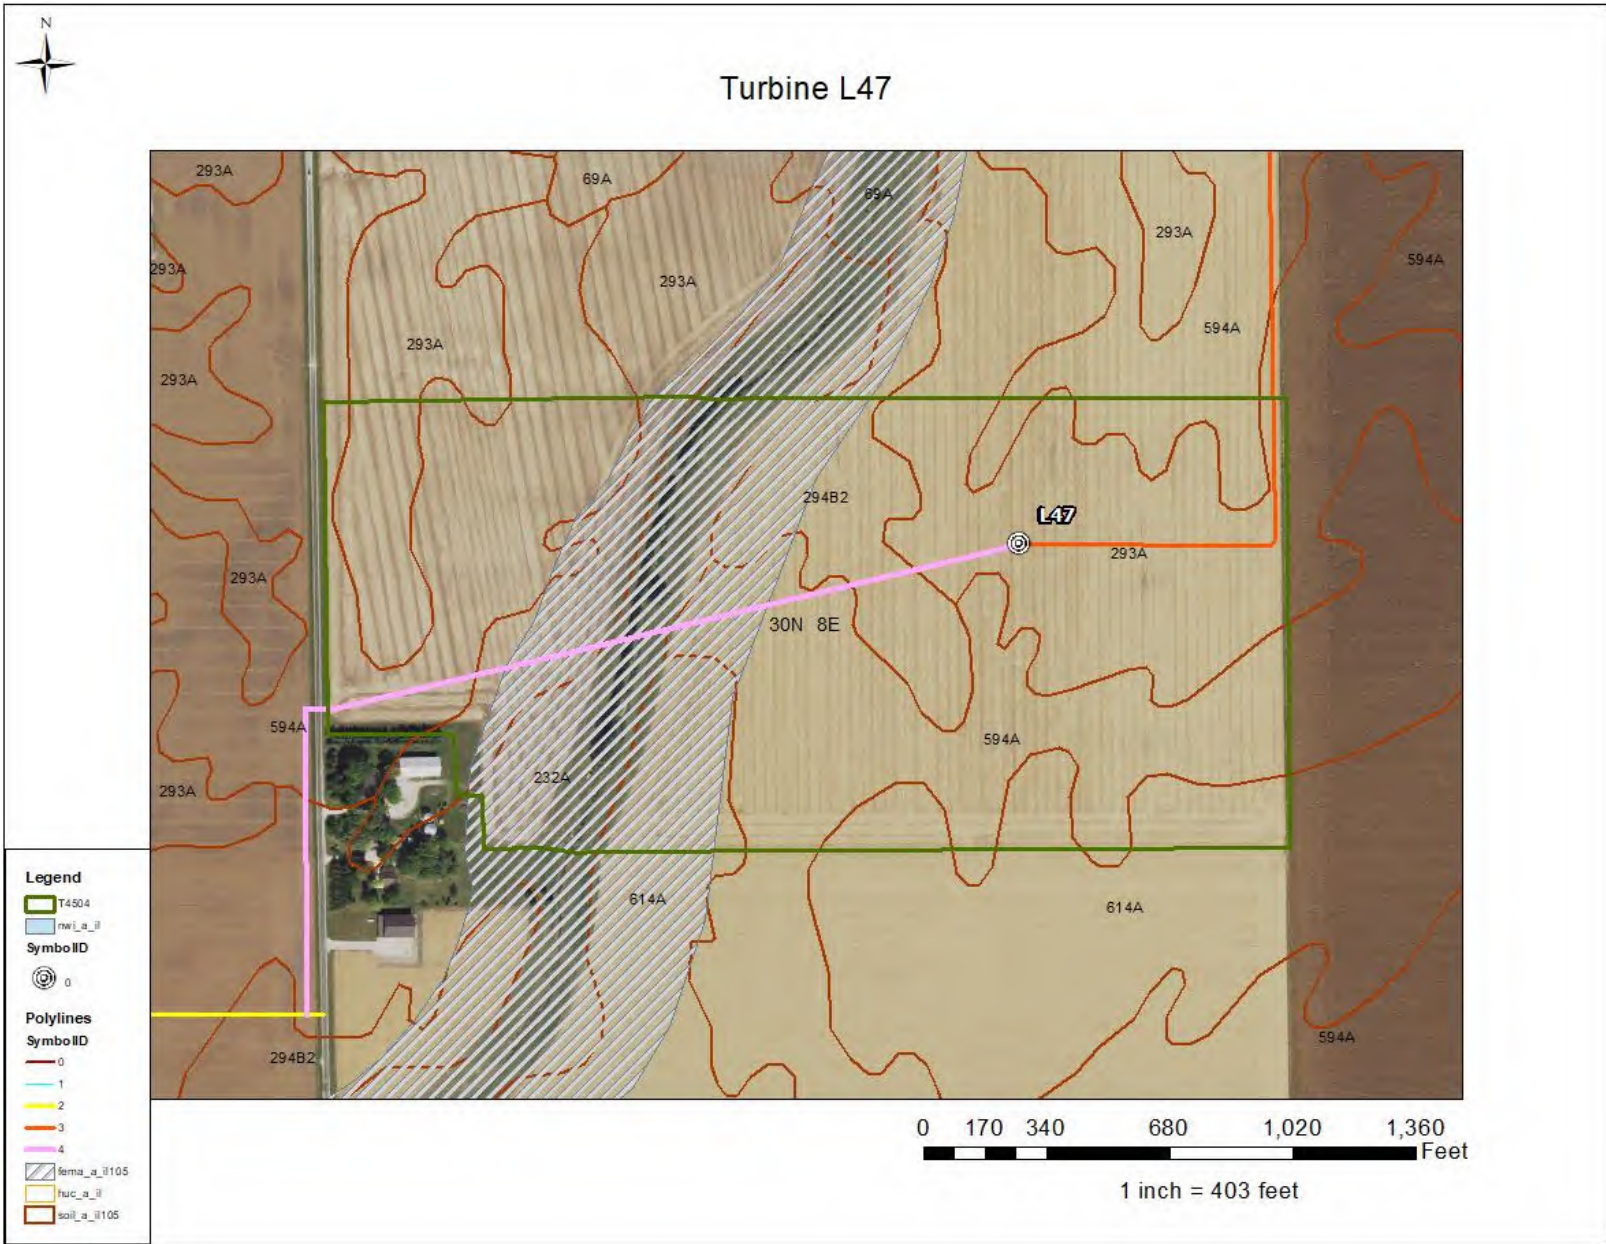 N
Turbine L47
293A
69A
69A
293A
594A
293A
293A
594A
293A
293A
294B2
L47
293A
293A
30N 8E
594A
594A
232A
293A
614A
614A
594A
294B2
Legend
T4504
nwi_a_il
SymbolID
0
Polylines
SymbolID
0
1
2
3
4
fema_a_il105
huc_a_il
soil_a_il105
0 170 340 680 1,020 1,360
Feet
1 inch = 403 feet